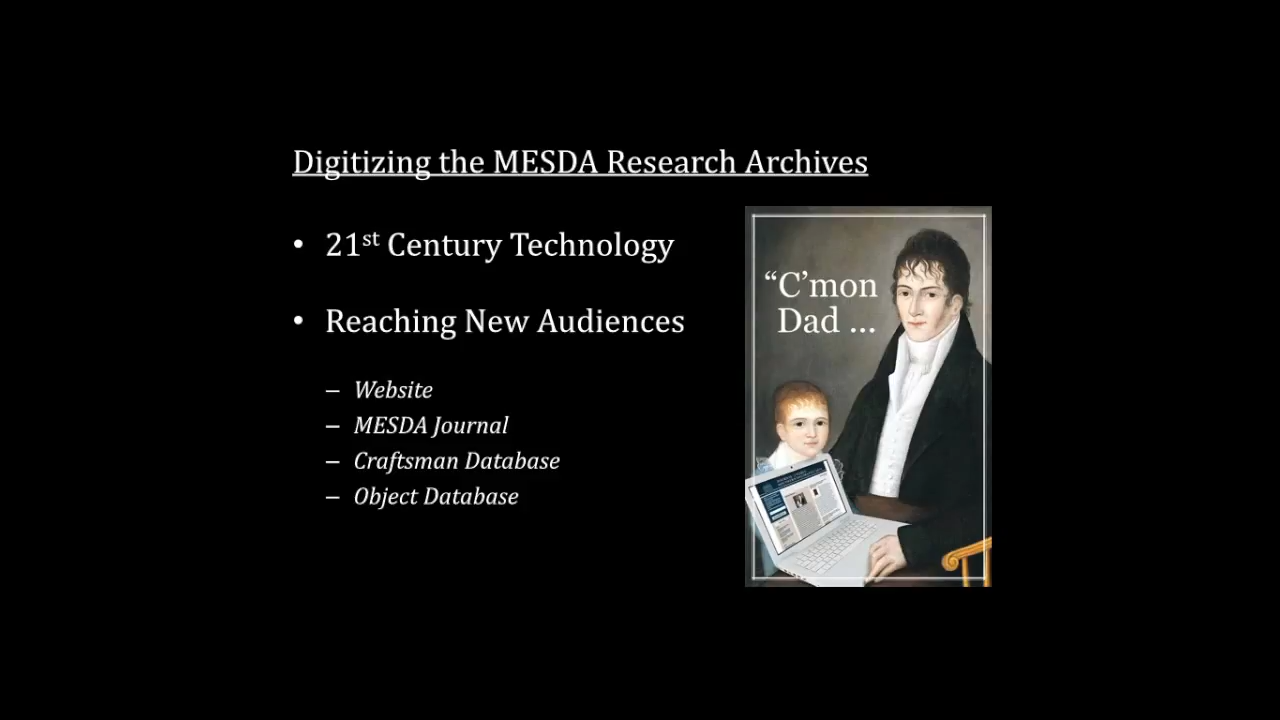 Digitizing the MESDA Research Archives
• 21st Century Technology
• Reaching New Audiences
– Website
– MESDA Journal
– Craftsman Database
– Object Database
“C’mon
Dad ...